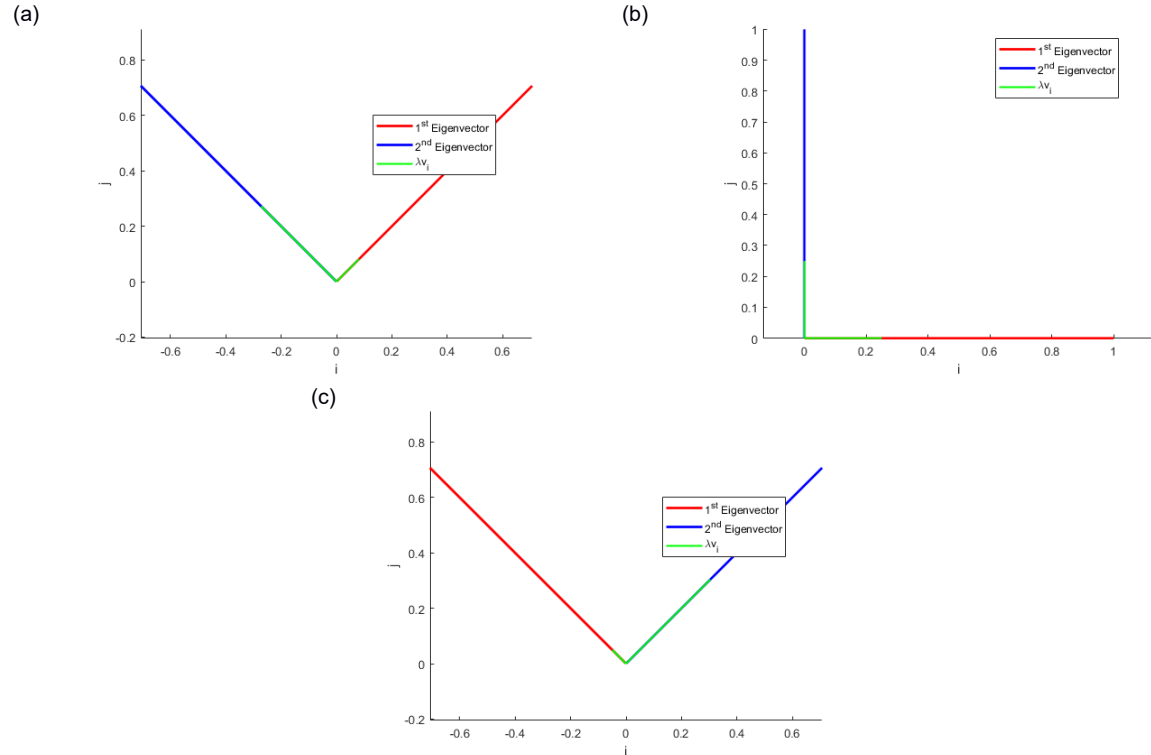 (a)
0.8
0.6
0.4
0.2
0
-0.2
j
-0.6 -0.4 -0.2 0 0.2 0.4 0.6
i
1st Eigenvector
2nd Eigenvector
λvi
(b)
1
0.9
0.8
0.7
0.6
0.5
0.4
0.3
0.2
0.1
0
j
0 0.2 0.4 0.6 0.8 1
i
1st Eigenvector
2nd Eigenvector
λvi
(c)
0.8
0.6
0.4
0.2
0
-0.2
j
-0.6 -0.4 -0.2 0 0.2 0.4 0.6
i
1st Eigenvector
2nd Eigenvector
λvi